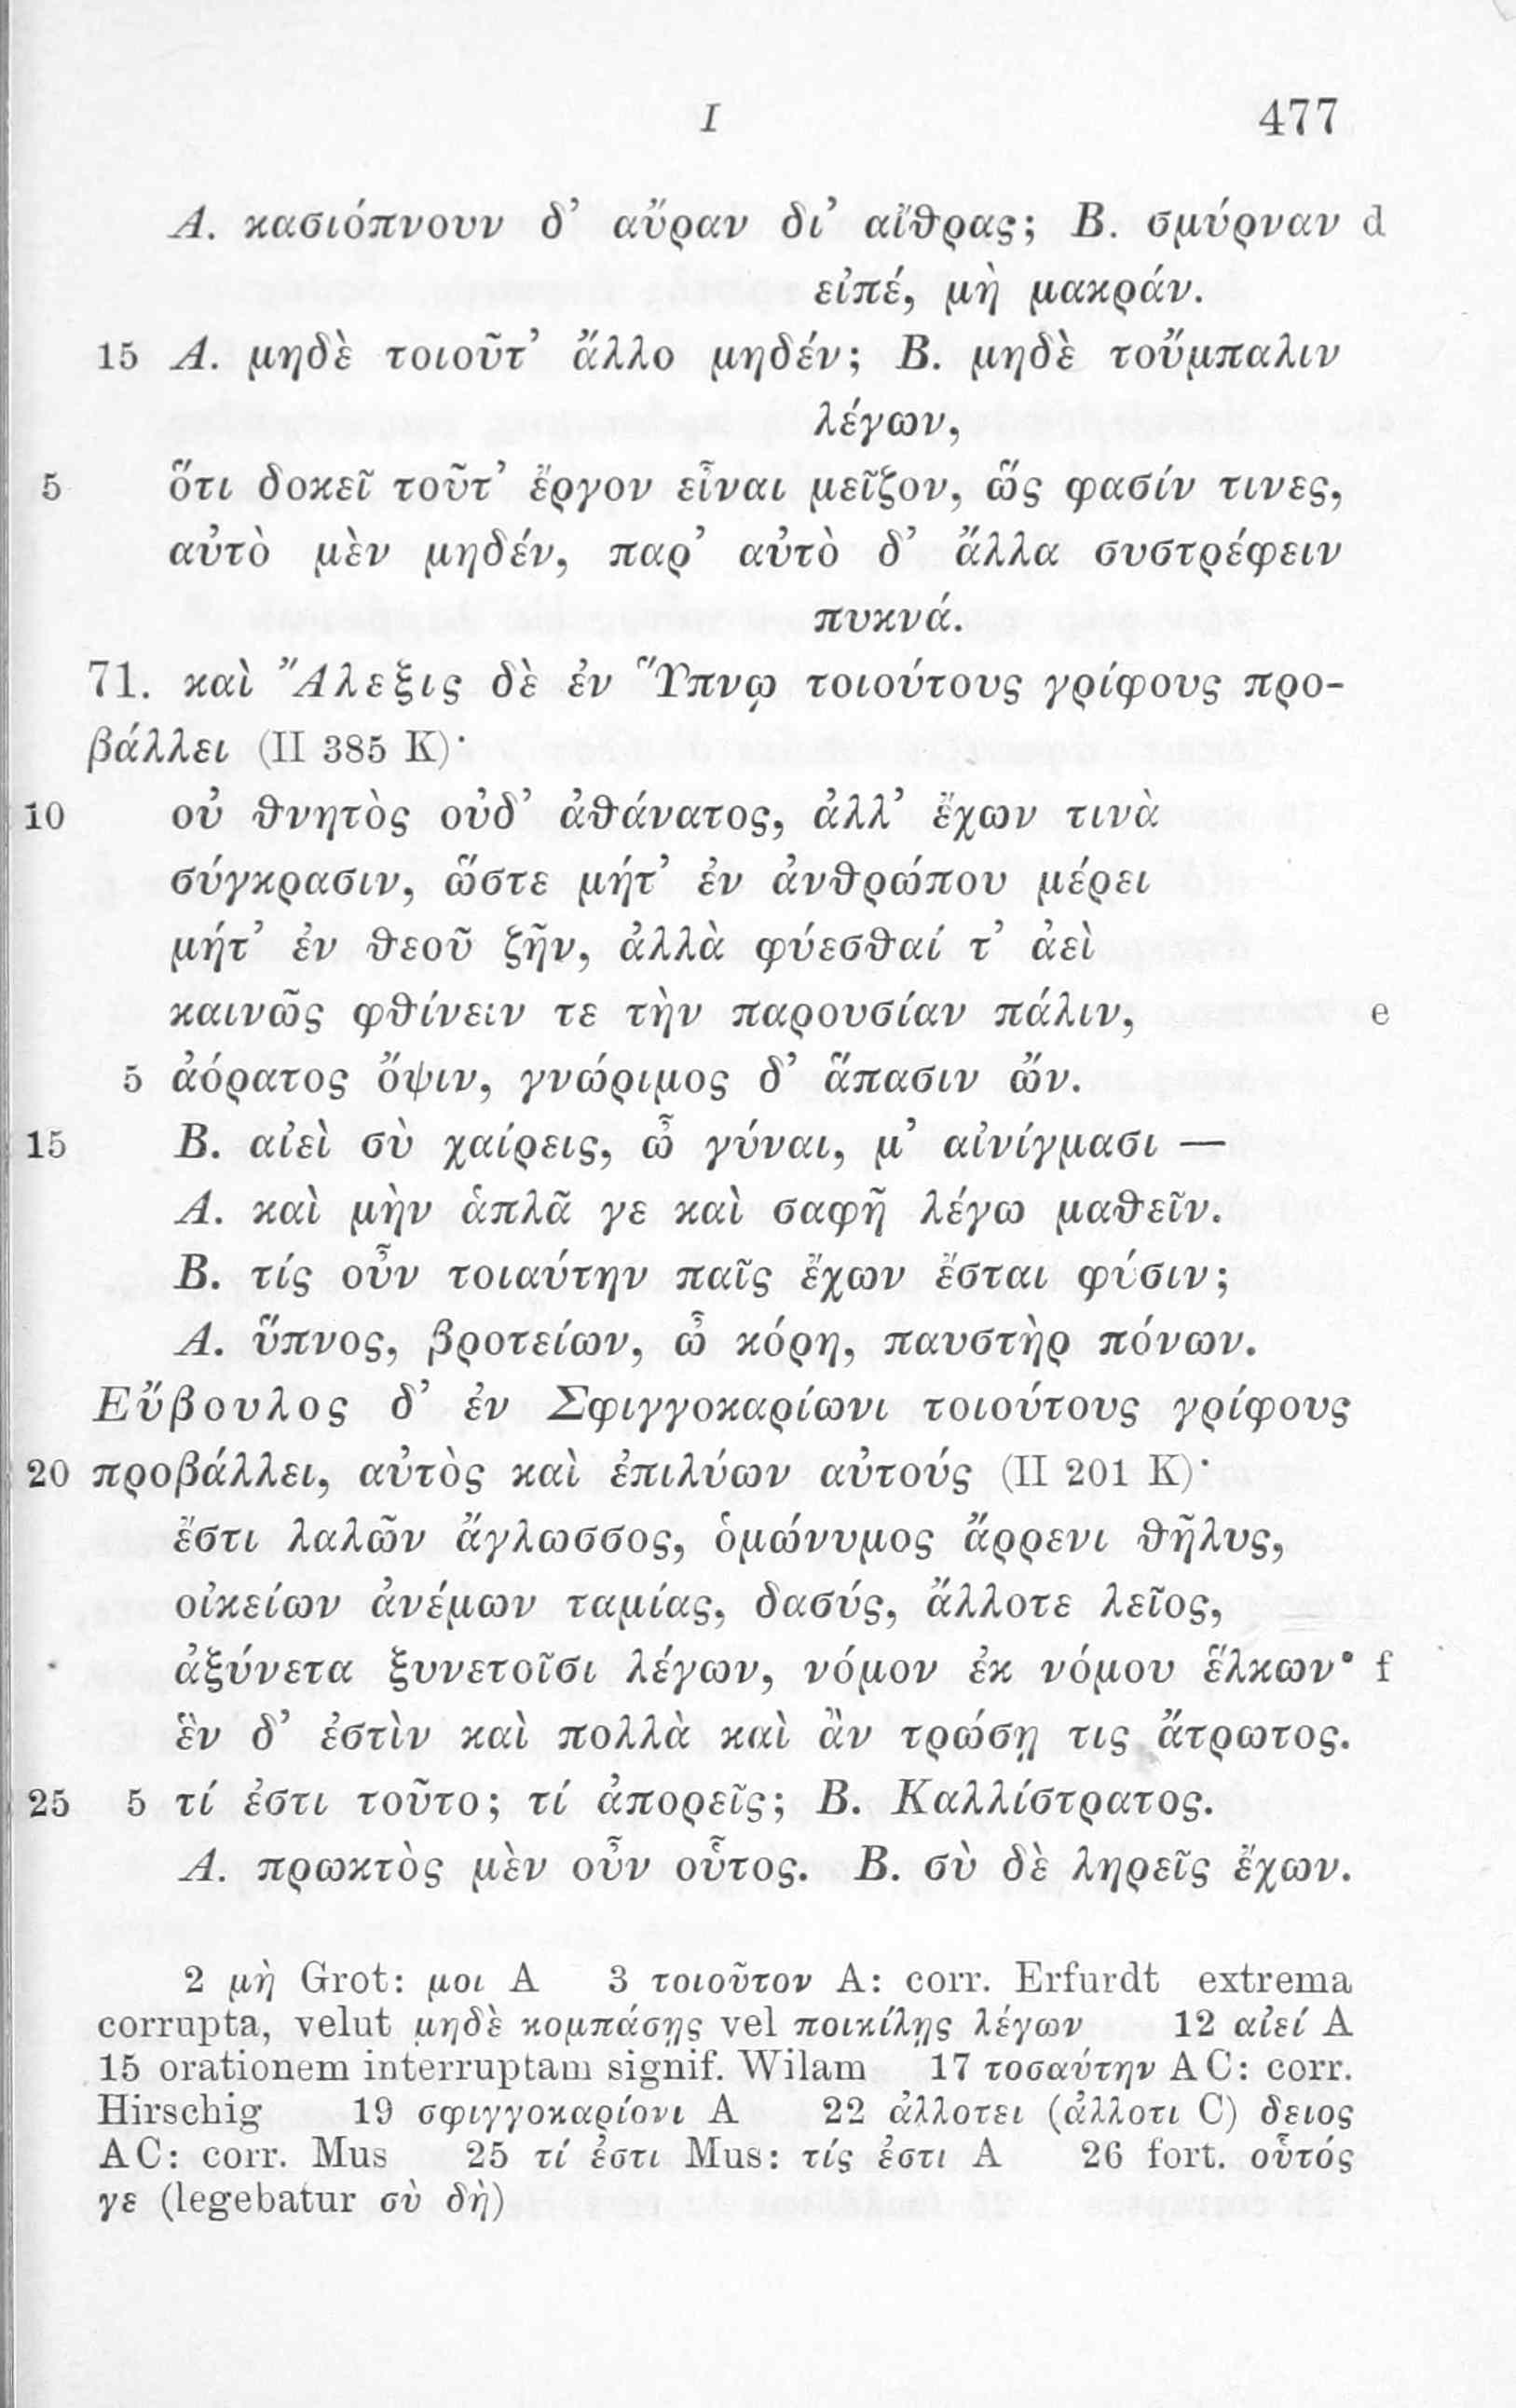 I 477
Α. κασιόπνουν δ’ αὔραν δι’ αἴθρας; Β. σμύρναν d
εἰπέ, μὴ μακράν.
15 Α. μηδὲ τοιοῦτ’ ἄλλο μηδέν; Β. μηδὲ τοὔμπαλιν
λέγων,
5 ὅτι δοκεῖ τοῦτ’ ἔργον εἶναι μεῖζον, ὥς φασίν τινες,
αὐτὸ μὲν μηδέν, παρ’ αὐτὸ δ’ ἄλλα συστρέφειν
πυκνά.
71. καὶ Ἄλεξις δὲ ἐν Ὕπνῳ τοιούτους γρίφους προ-
βάλλει (II 385 K)·
10 οὐ θνητὸς οὐδ’ ἀθάνατος, ἀλλ’ ἔχων τινὰ
σύγκρασιν, ὥστε μήτ’ ἐν ἀνθρώπου μέρει
μήτ’ ἐν θεοῦ ζῆν, ἀλλὰ φύεσθαί τ’ ἀεὶ
καινῶς φθίνειν τε τὴν παρουσίαν πάλιν, e
5 ἀόρατος ὄψιν, γνώριμος δ’ ἅπασιν ὤν.
15 Β. αἰεὶ σὺ χαίρεις, ὦ γύναι, μ’ αἰνίγμασι —
Α. καὶ μὴν ἁπλᾶ γε καὶ σαφῆ λέγω μαθεῖν.
Β. τίς οὖν τοιαύτην παῖς ἔχων ἔσται φύσιν;
Α. ὕπνος, βροτείων, ὦ κόρη, παυστὴρ πόνων.
Εὔβουλος δ’ ἐν Σφιγγοκαρίωνι τοιούτους γρίφους
20 προβάλλει, αὐτὸς καὶ ἐπιλύων αὐτούς (II 201 K)·
ἔστι λαλῶν ἄγλωσσος, ὁμώνυμος ἄρρενι θῆλυς,
οἰκείων ἀνέμων ταμίας, δασύς, ἄλλοτε λεῖος,
ἀξύνετα ξυνετοῖσι λέγων, νόμον ἐκ νόμου ἕλκων· f
ἓν δ’ ἐστὶν καὶ πολλὰ καὶ ἂν τρώσῃ τις ἄτρωτος.
25 5 τί ἐστι τοῦτο; τί ἀπορεῖς; Β. Καλλίστρατος.
Α. πρωκτὸς μὲν οὖν οὗτος. Β. σὺ δὲ ληρεῖς ἔχων.
2 μὴ Grot: μοι A 3 τοιοῦτον A: corr. Erfurdt extrema
corrupta, velut μηδὲ κομπάσῃς vel ποικίλῃς λέγων 12 αἰεί A
15 orationem interruptam signif. Wilam 17 τοσαύτην AC: corr.
Hirschig 19 σφιγγοκαρίονι A 22 ἀλλοτει (ἀλλοτι C) δειος
AC: corr. Mus 25 τί ἐστι Mus: τίς ἐστι A 26 fort. οὗτός
γε (legebatur σὺ δὴ)